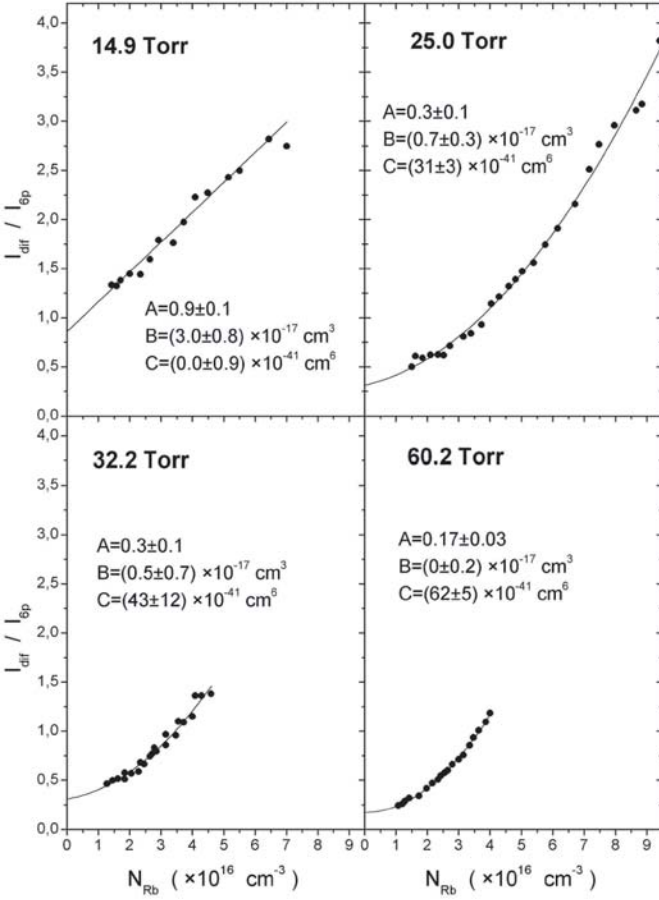 4,0
3,5
3,0
2,5
2,0
1,5
1,0
0,5
0,0
I_dif / I_6p
14.9 Torr
A=0.9±0.1
B=(3.0±0.8) ×10⁻¹⁷ cm³
C=(0.0±0.9) ×10⁻⁴¹ cm⁶
25.0 Torr
A=0.3±0.1
B=(0.7±0.3) ×10⁻¹⁷ cm³
C=(31±3) ×10⁻⁴¹ cm⁶
4,0
3,5
3,0
2,5
2,0
1,5
1,0
0,5
0,0
I_dif / I_6p
32.2 Torr
A=0.3±0.1
B=(0.5±0.7) ×10⁻¹⁷ cm³
C=(43±12) ×10⁻⁴¹ cm⁶
60.2 Torr
A=0.17±0.03
B=(0±0.2) ×10⁻¹⁷ cm³
C=(62±5) ×10⁻⁴¹ cm⁶
0 1 2 3 4 5 6 7 8 9
0 1 2 3 4 5 6 7 8 9
N_Rb ( ×10¹⁶ cm⁻³)
N_Rb ( ×10¹⁶ cm⁻³)